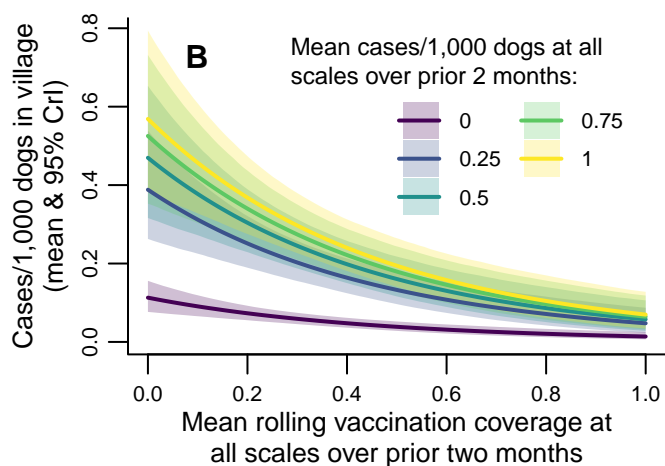 B
Mean cases/1,000 dogs at all
scales over prior 2 months:
0
0.25
0.5
0.75
1
Cases/1,000 dogs in village
(mean & 95% CrI)
0.8
0.6
0.4
0.2
0.0
0.0 0.2 0.4 0.6 0.8 1.0
Mean rolling vaccination coverage at
all scales over prior two months